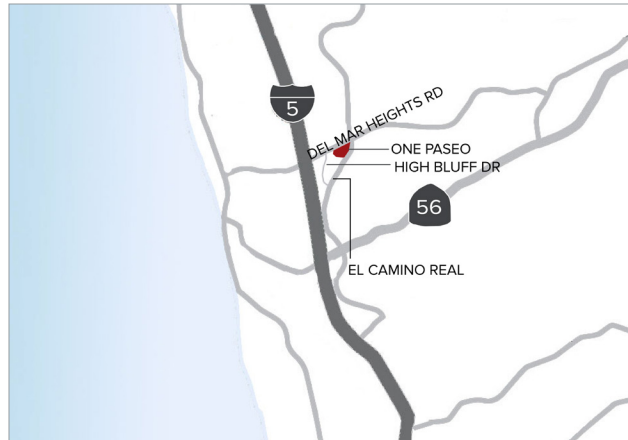 5
DEL MAR HEIGHTS RD
ONE PASEO
HIGH BLUFF DR
56
EL CAMINO REAL